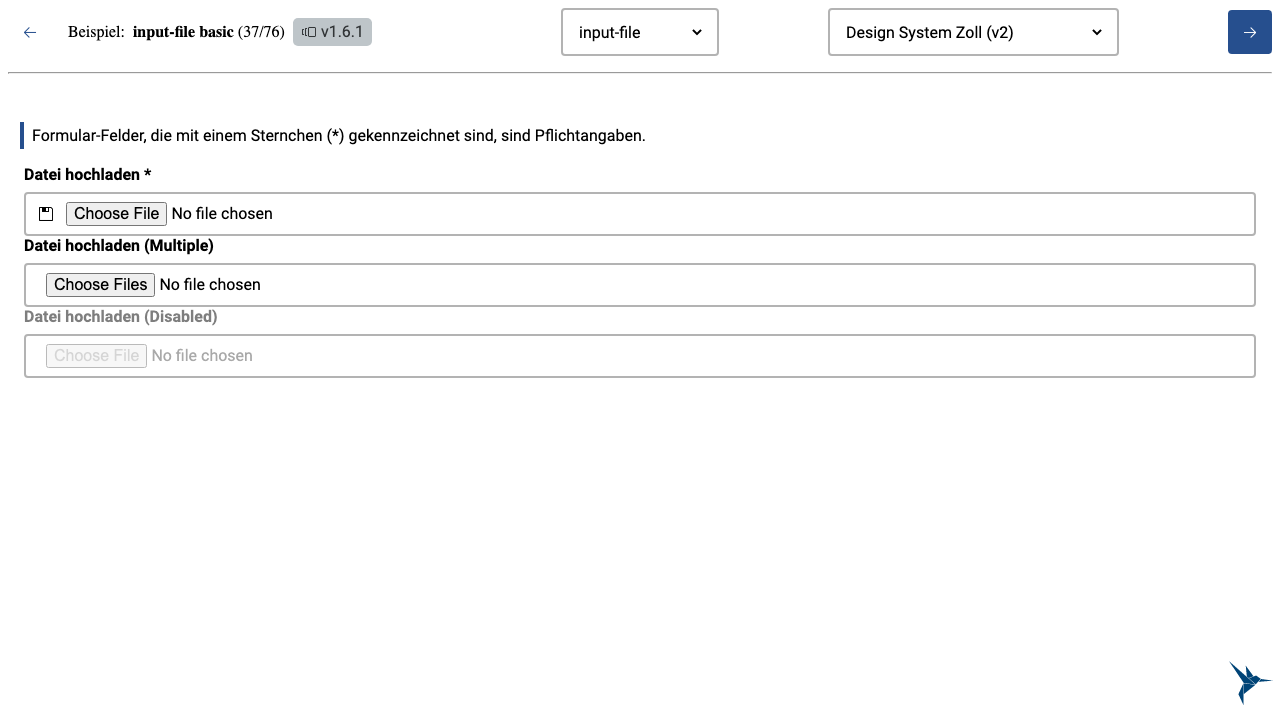 Beispiel: input-file basic (37/76) v1.6.1 input-file Design System Zoll (v2)
Formular-Felder, die mit einem Sternchen (*) gekennzeichnet sind, sind Pflichtangaben.
Datei hochladen *
Choose File No file chosen
Datei hochladen (Multiple)
Choose Files No file chosen
Datei hochladen (Disabled)
Choose File No file chosen